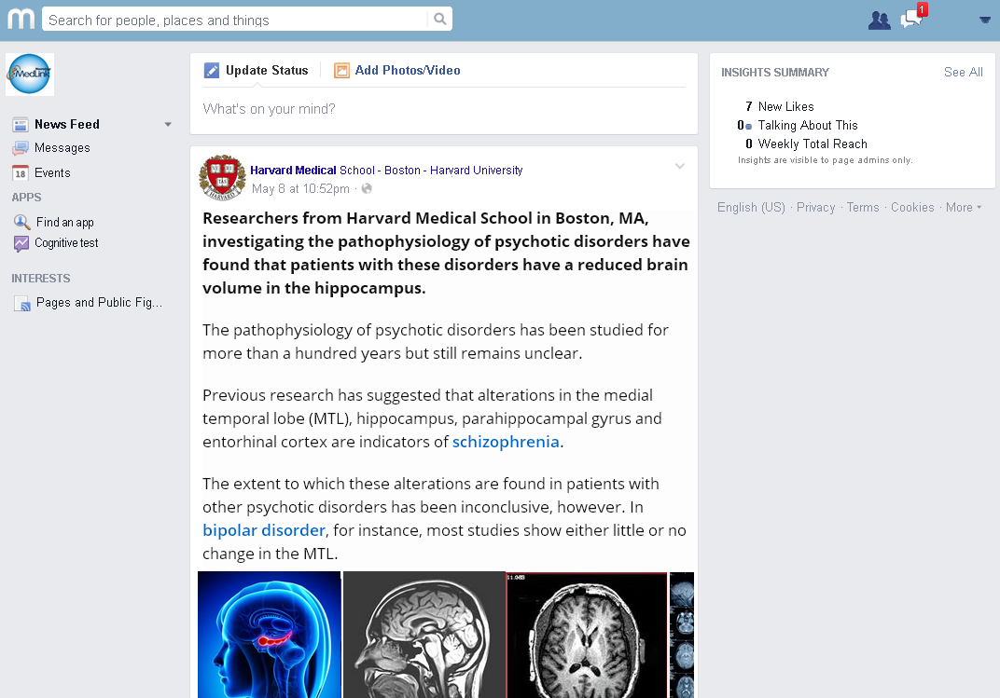 m
Search for people, places and things
1
MedLink
News Feed
Messages
18 Events
APPS
Find an app
Cognitive test
INTERESTS
Pages and Public Fig...
Update Status
Add Photos/Video
What's on your mind?
HARVARD
Harvard Medical School - Boston - Harvard University
May 8 at 10:52pm ·
Researchers from Harvard Medical School in Boston, MA,
investigating the pathophysiology of psychotic disorders have
found that patients with these disorders have a reduced brain
volume in the hippocampus.
The pathophysiology of psychotic disorders has been studied for
more than a hundred years but still remains unclear.
Previous research has suggested that alterations in the medial
temporal lobe (MTL), hippocampus, parahippocampal gyrus and
entorhinal cortex are indicators of schizophrenia.
The extent to which these alterations are found in patients with
other psychotic disorders has been inconclusive, however. In
bipolar disorder, for instance, most studies show either little or no
change in the MTL.
INSIGHTS SUMMARY
See All
7 New Likes
0 Talking About This
0 Weekly Total Reach
Insights are visible to page admins only.
English (US) · Privacy · Terms · Cookies · More